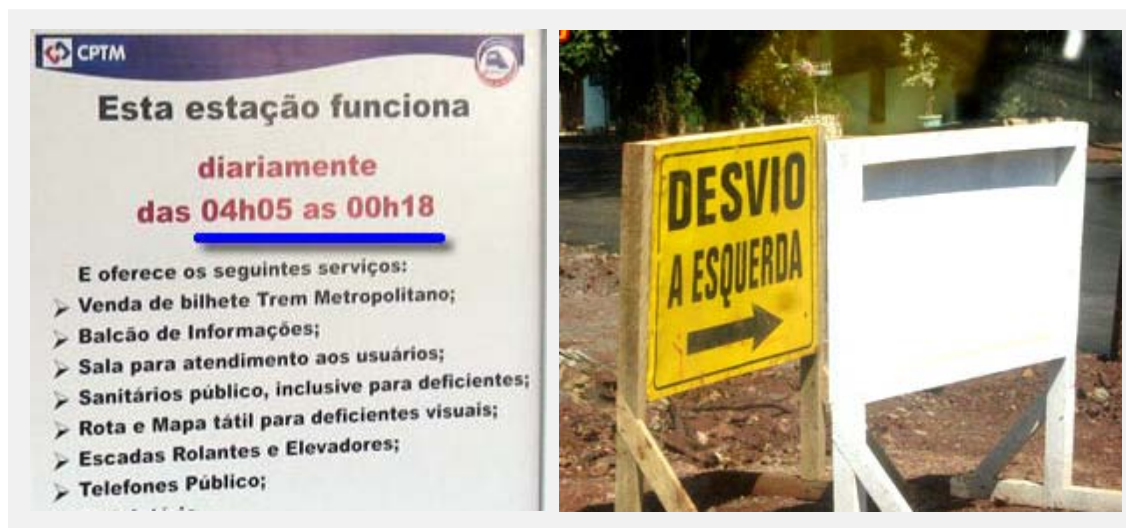 CPTM
Esta estação funciona
diariamente
das 04h05 as 00h18
E oferece os seguintes serviços:
➢ Venda de bilhete Trem Metropolitano;
➢ Balcão de Informações;
➢ Sala para atendimento aos usuários;
➢ Sanitários público, inclusive para deficientes;
➢ Rota e Mapa tátil para deficientes visuais;
➢ Escadas Rolantes e Elevadores;
➢ Telefones Público;
DESVIO
A ESQUERDA